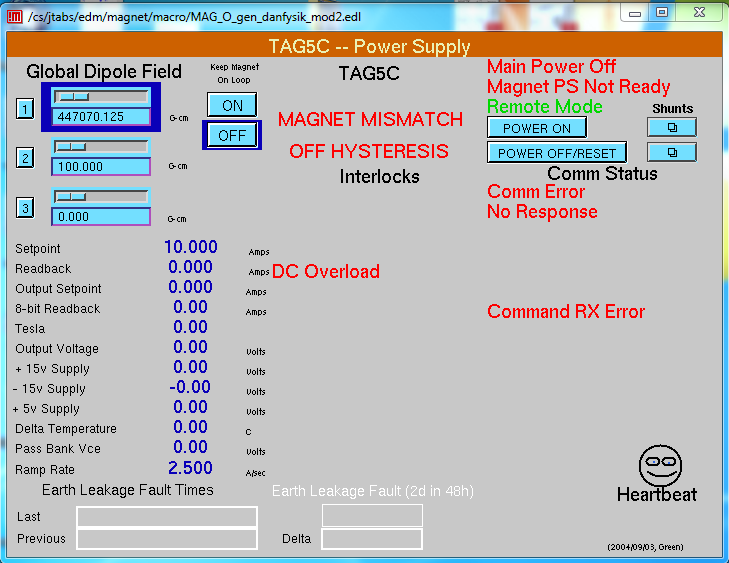 /cs/jtabs/edm/magnet/macro/MAG_O_gen_danfysik_mod2.edl
TAG5C -- Power Supply
Global Dipole Field
Keep Magnet
On Loop
TAG5C
Main Power Off
Magnet PS Not Ready
Remote Mode
Shunts
1
447070.125
G-cm
ON
OFF
MAGNET MISMATCH
POWER ON
2
100.000
G-cm
OFF HYSTERESIS
POWER OFF/RESET
Interlocks
Comm Status
3
0.000
G-cm
Comm Error
No Response
Setpoint 10.000 Amps
Readback 0.000 Amps
DC Overload
Output Setpoint 0.000 Amps
8-bit Readback 0.00 Amps
Command RX Error
Tesla 0.00
Output Voltage 0.00 Volts
+ 15v Supply 0.00 Volts
- 15v Supply -0.00 Volts
+ 5v Supply 0.00 Volts
Delta Temperature 0.00 C
Pass Bank Vce 0.00 Volts
Ramp Rate 2.500 A/sec
Heartbeat
Earth Leakage Fault Times
Earth Leakage Fault (2d in 48h)
Last
Previous
Delta
(2004/09/03, Green)